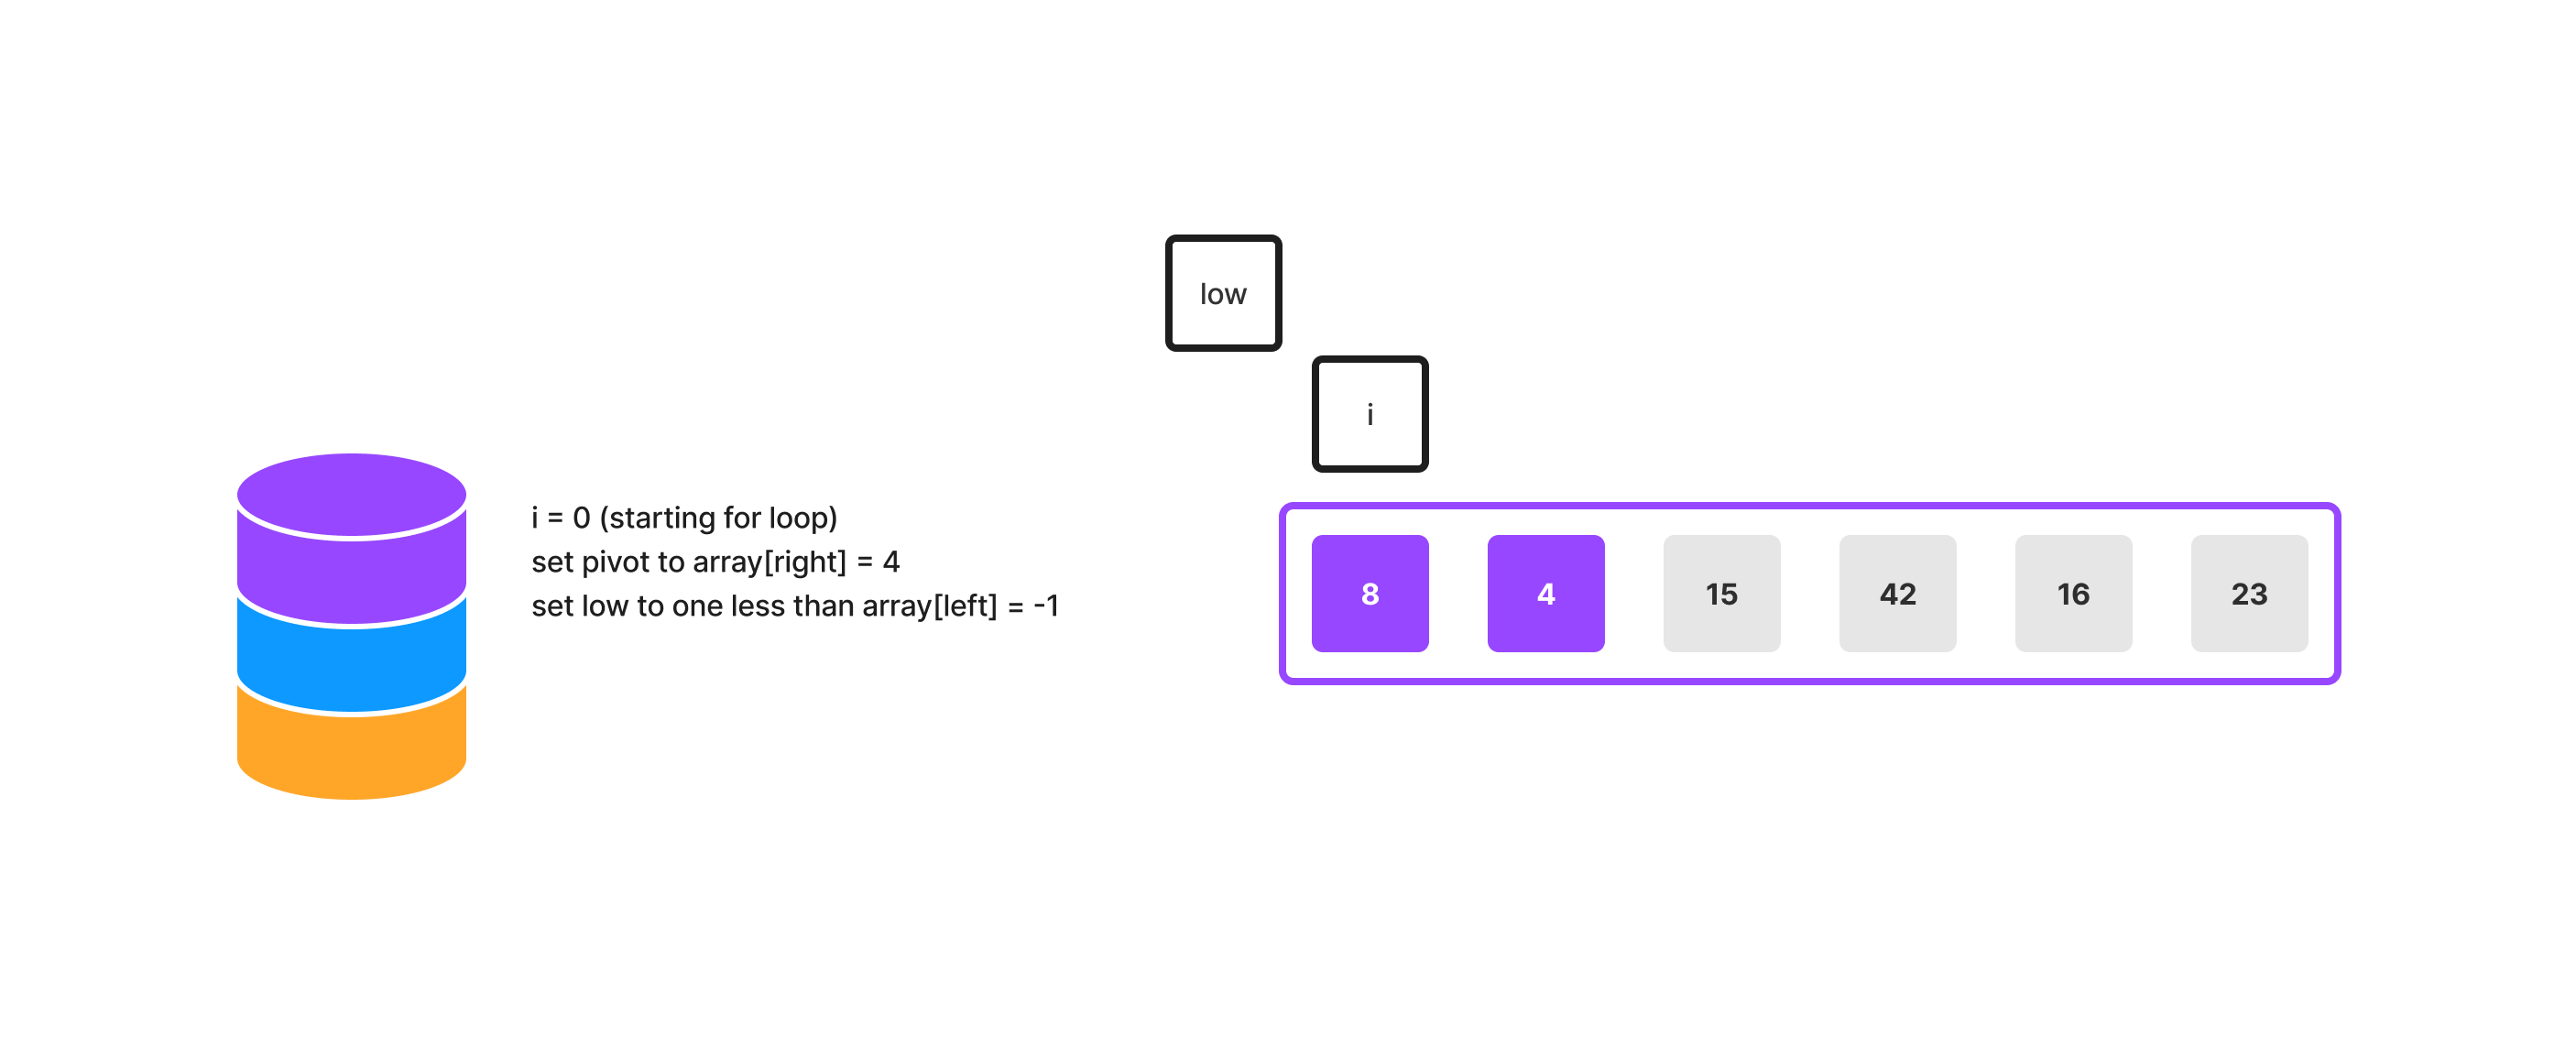 low
i
i = 0 (starting for loop)
set pivot to array[right] = 4
set low to one less than array[left] = -1
8 4 15 42 16 23